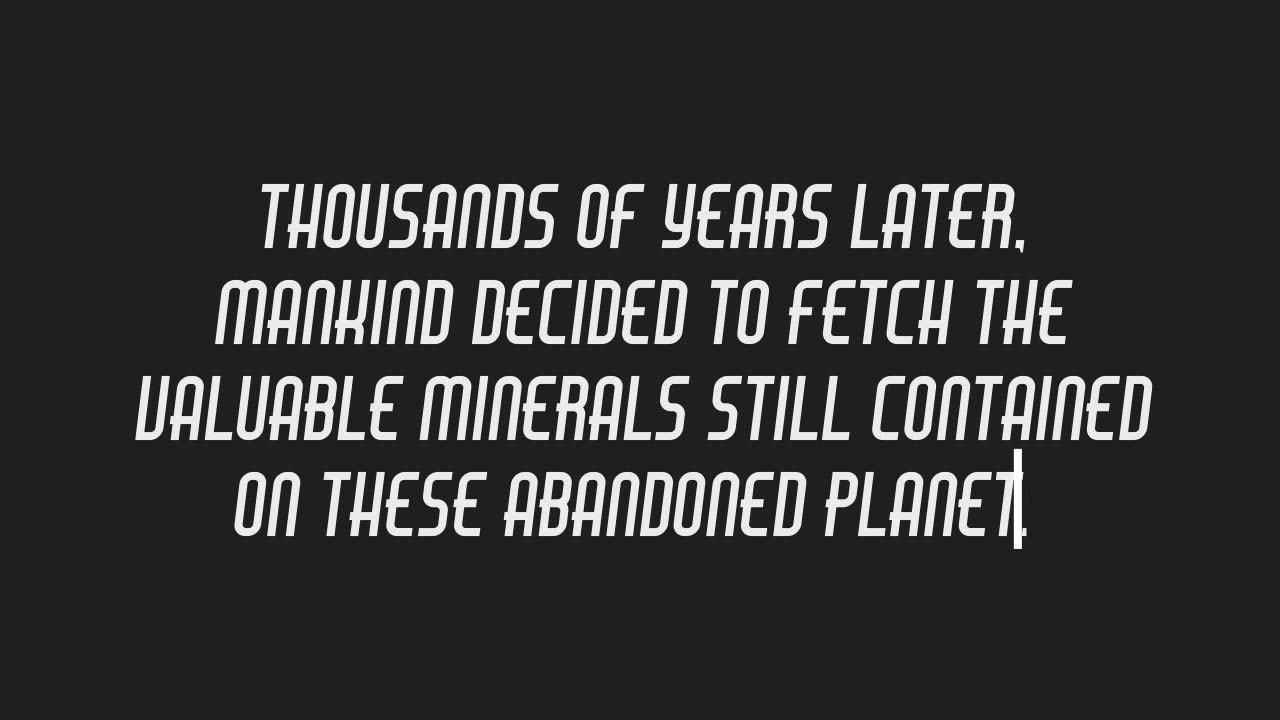 THOUSANDS OF YEARS LATER,
MANKIND DECIDED TO FETCH THE
VALUABLE MINERALS STILL CONTAINED
ON THESE ABANDONED PLANET.